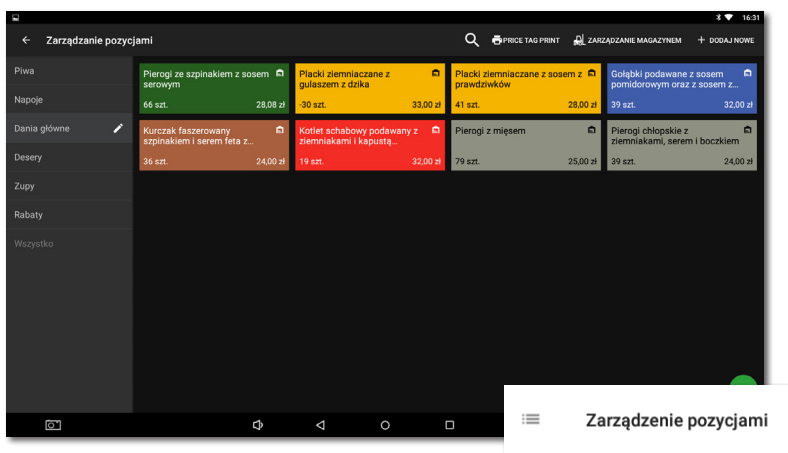 16:31
Zarządzanie pozycjami
PRICE TAG PRINT
ZARZĄDZANIE MAGAZYNEM
+ DODAJ NOWE
Piwa
Napoje
Dania główne
Desery
Zupy
Rabaty
Wszystko
Pierogi ze szpinakiem z sosem
serowym
66 szt. 28,08 zł
Placki ziemniaczane z
gulaszem z dzika
-30 szt. 33,00 zł
Placki ziemniaczane z sosem z
prawdziwków
41 szt. 28,00 zł
Gołąbki podawane z sosem
pomidorowym oraz z sosem z...
39 szt. 32,00 zł
Kurczak faszerowany
szpinakiem i serem feta z...
36 szt. 24,00 zł
Kotlet schabowy podawany z
ziemniakami i kapustą...
19 szt. 32,00 zł
Pierogi z mięsem
79 szt. 25,00 zł
Pierogi chłopskie z
ziemniakami, serem i boczkiem
39 szt. 24,00 zł
Zarządzenie pozycjami